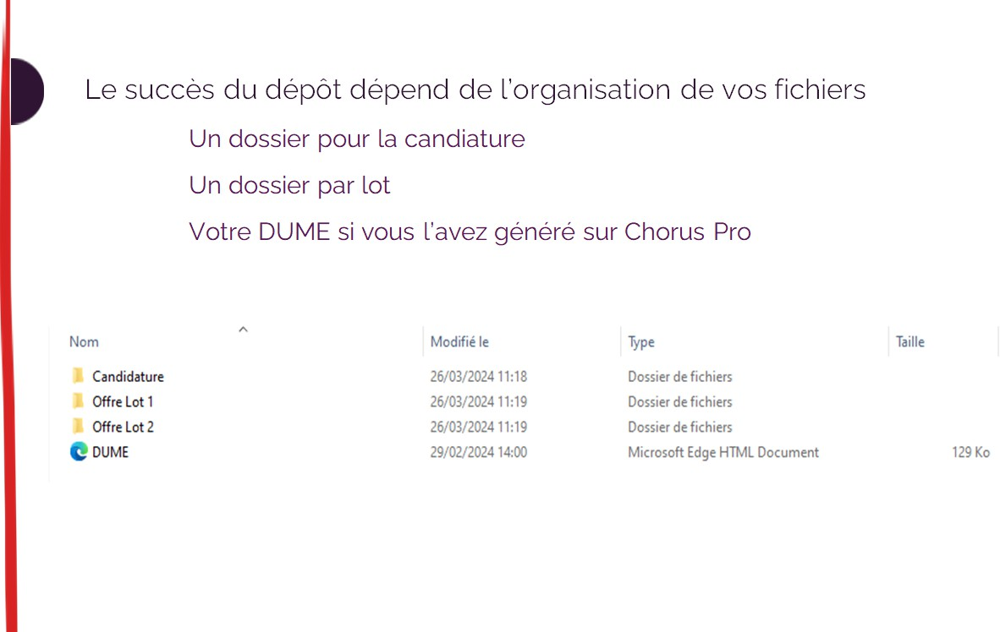 Le succès du dépôt dépend de l’organisation de vos fichiers
Un dossier pour la candiature
Un dossier par lot
Votre DUME si vous l’avez généré sur Chorus Pro
Nom Modifié le Type Taille
Candidature 26/03/2024 11:18 Dossier de fichiers
Offre Lot 1 26/03/2024 11:19 Dossier de fichiers
Offre Lot 2 26/03/2024 11:19 Dossier de fichiers
DUME 29/02/2024 14:00 Microsoft Edge HTML Document 129 Ko